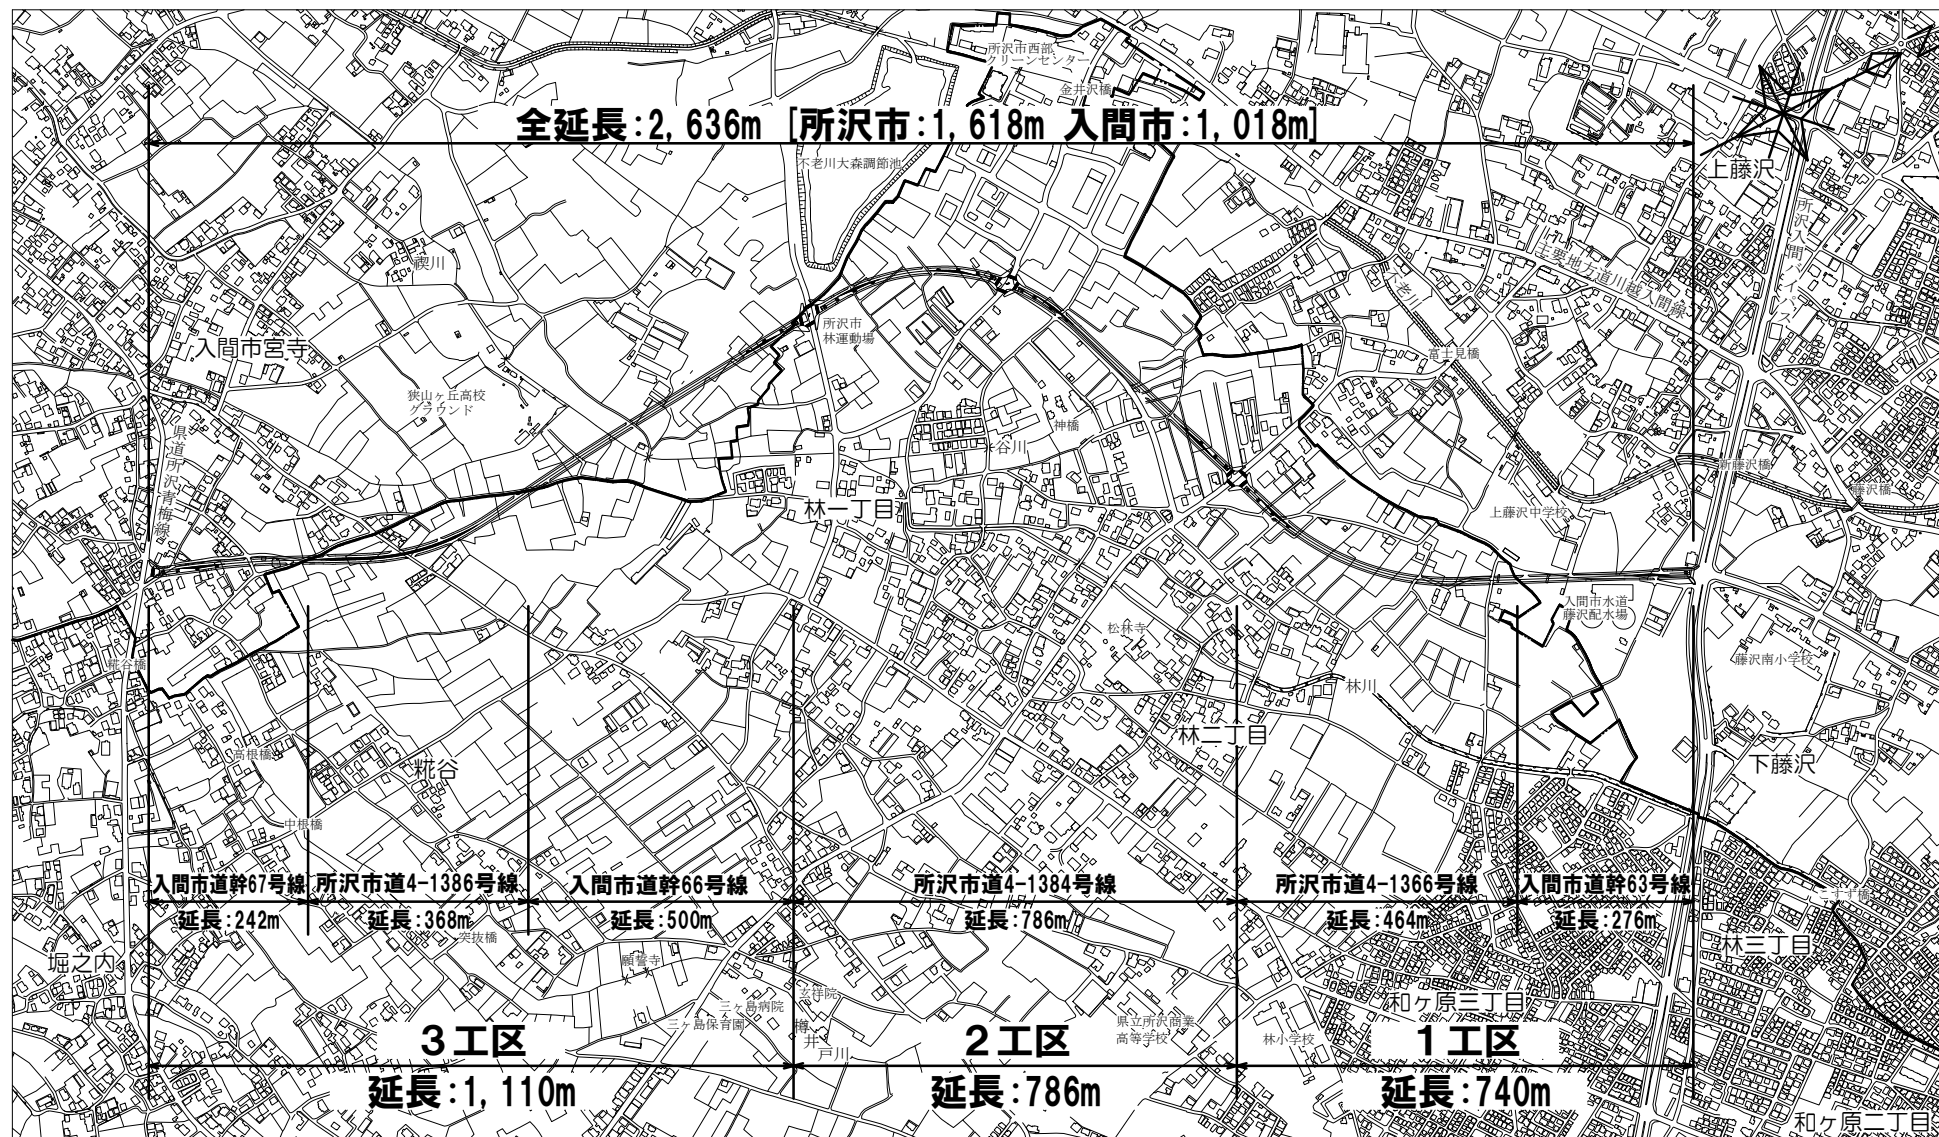 所沢市西部
クリーンセンター
金井沢橋
全延長:2,636m [所沢市:1,618m 入間市:1,018m]
不老川大森調節池
上藤沢
所沢入間バイパス
禊川
主要地方道川越入間線
不老川
所沢市
林運動場
入間市宮寺
富士見橋
狭山ヶ丘高校
グラウンド
神橋
谷川
県道所沢青梅線
新藤沢橋
藤沢橋
林一丁目
上藤沢中学校
入間市水道
藤沢配水場
松林寺
糀谷橋
藤沢南小学校
林川
林二丁目
高根橋
糀谷
下藤沢
中根橋
入間市道幹67号線
延長:242m
所沢市道4-1386号線
延長:368m
入間市道幹66号線
延長:500m
所沢市道4-1384号線
延長:786m
所沢市道4-1366号線
延長:464m
入間市道幹63号線
延長:276m
突抜橋
林三丁目
堀之内
願誓寺
玄祥院
三ヶ島病院
三ヶ島保育園
和ヶ原三丁目
樽井戸川
県立所沢商業
高等学校
林小学校
3工区
延長:1,110m
2工区
延長:786m
1工区
延長:740m
和ヶ原二丁目